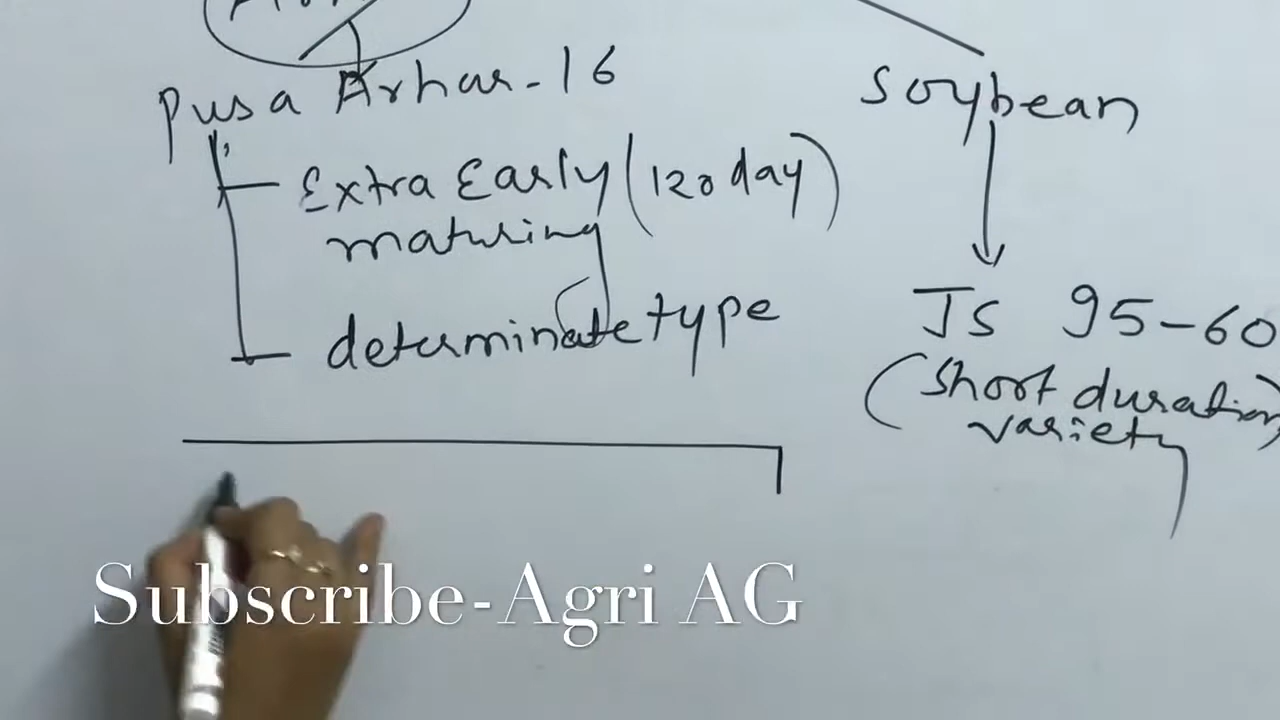 Pusa Arhar-16
Extra Early (120 day)
maturing
determinate type
Soybean
JS 95-60
(Short duration)
variety
Subscribe-Agri AG